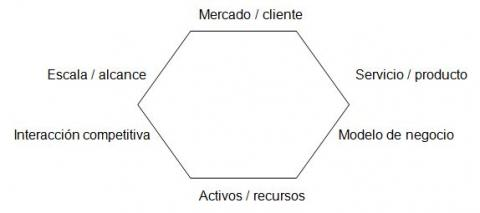 Mercado / cliente
Escala / alcance
Servicio / producto
Interacción competitiva
Modelo de negocio
Activos / recursos